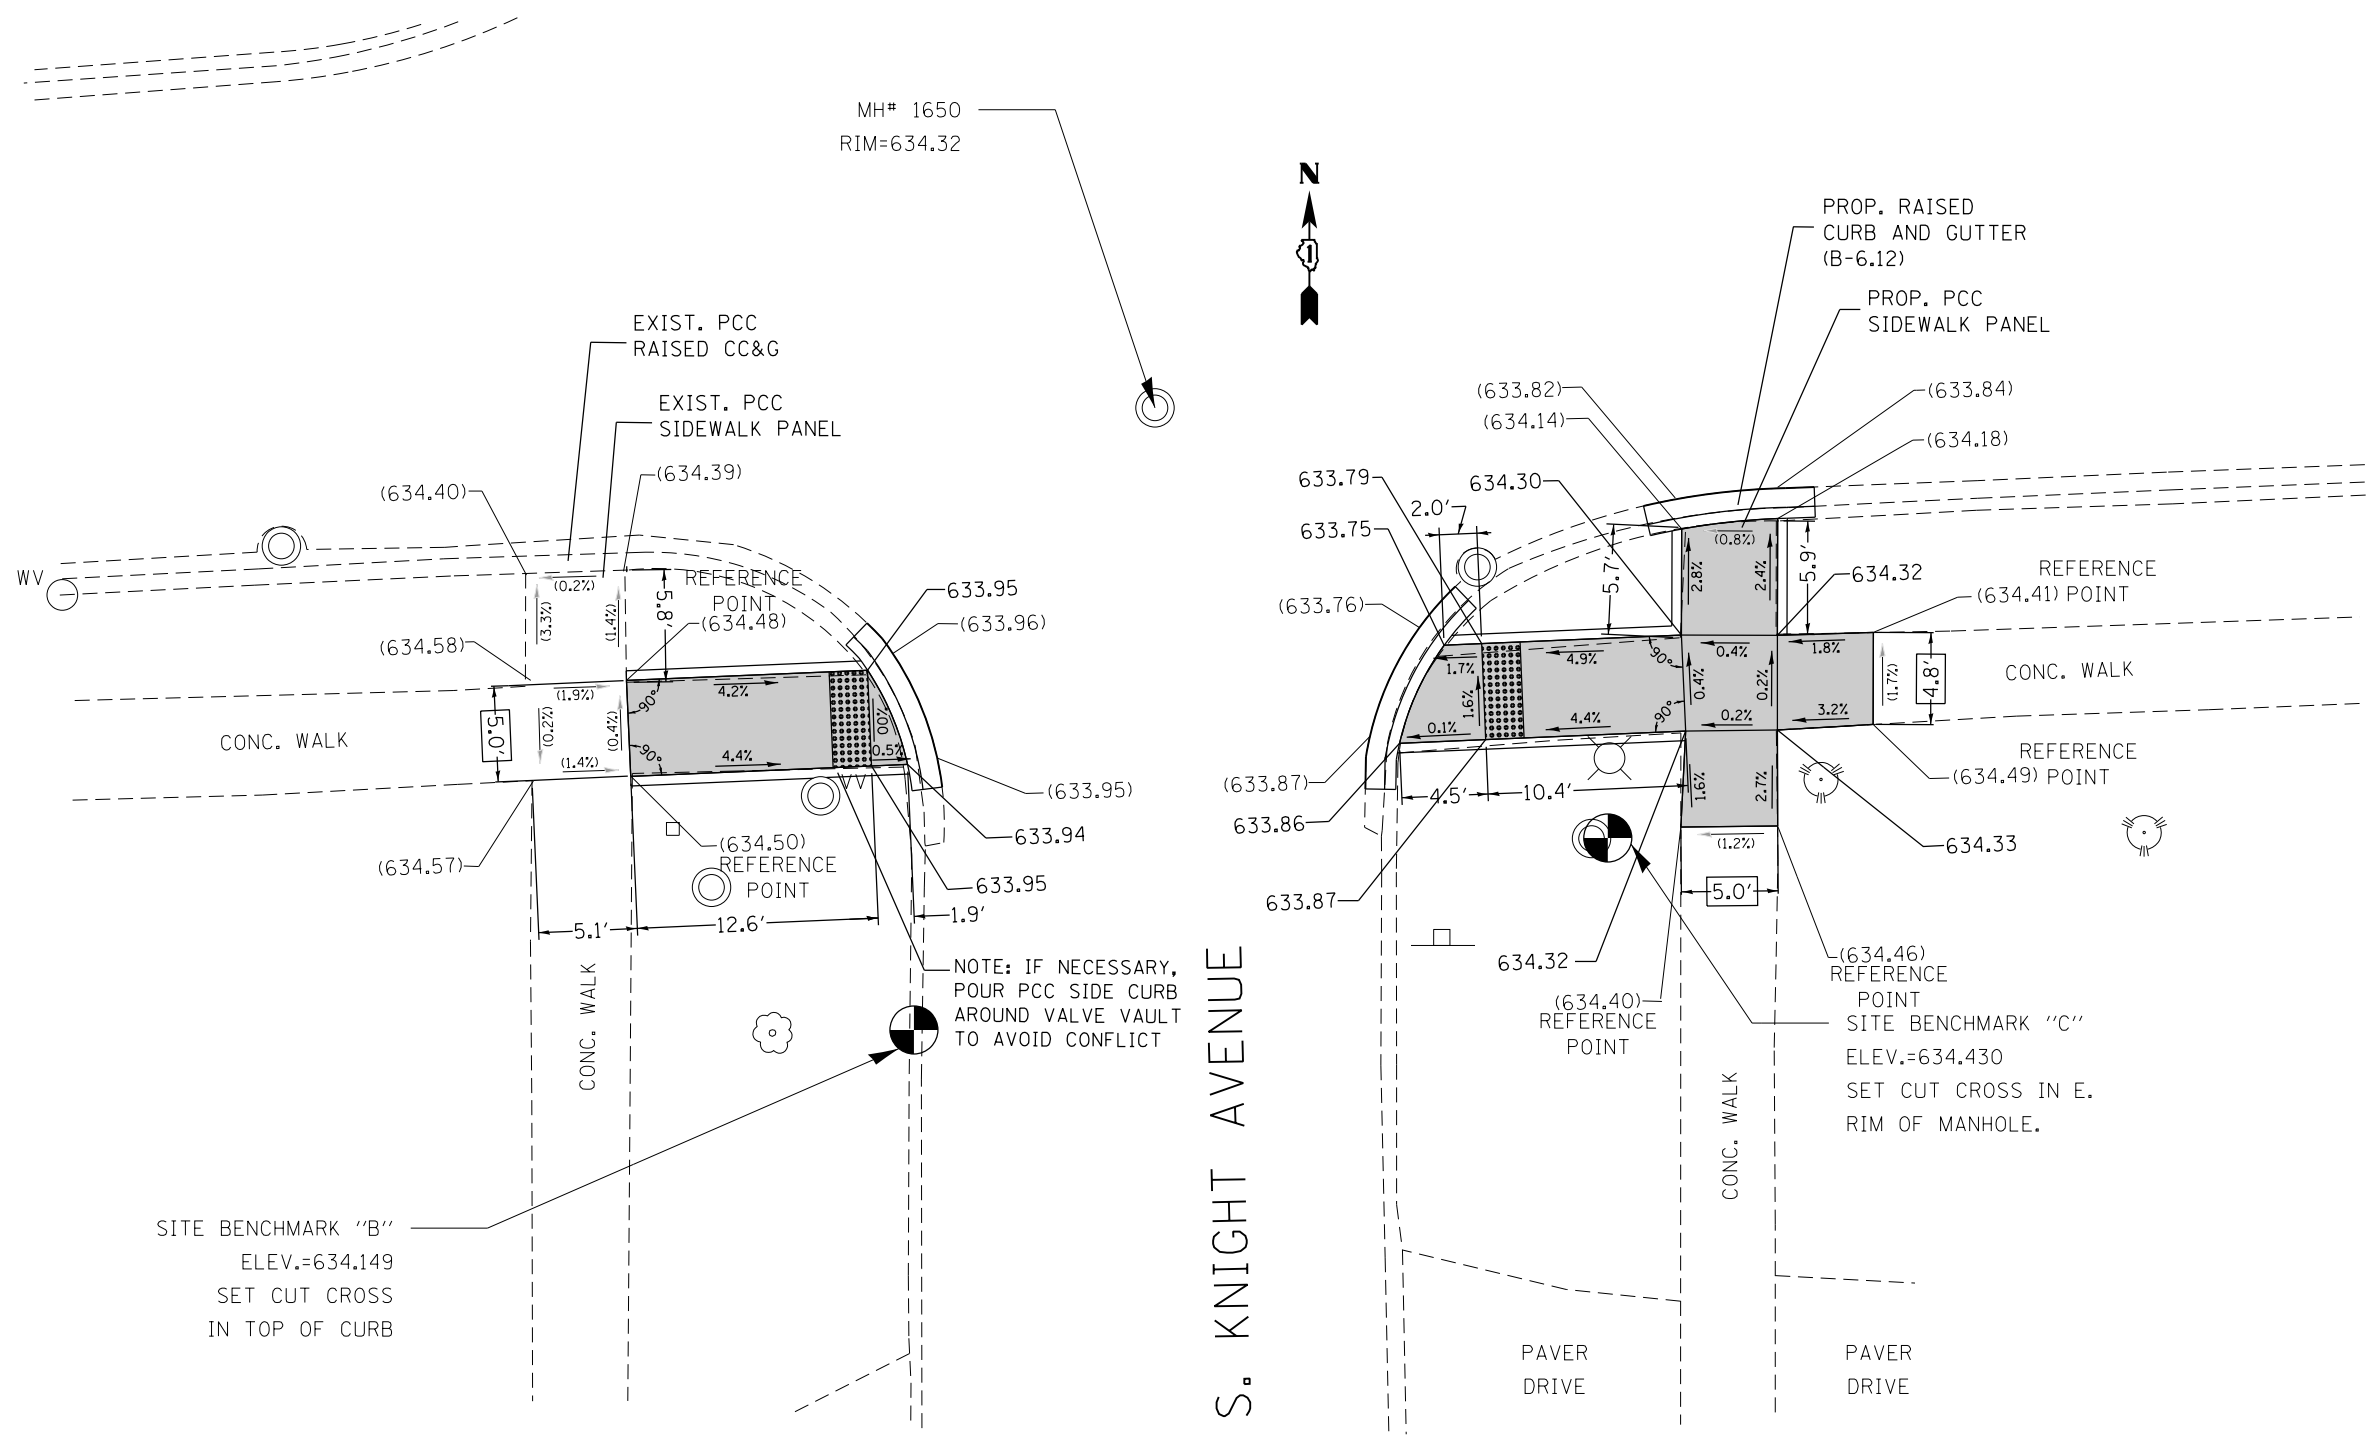 MH# 1650
RIM=634.32
N
1
PROP. RAISED
CURB AND GUTTER
(B-6.12)
PROP. PCC
SIDEWALK PANEL
EXIST. PCC
RAISED CC&G
EXIST. PCC
SIDEWALK PANEL
(634.40)
(634.39)
WV
(0.2%)
(3.3%)
(1.4%)
5.8'
REFERENCE
POINT
(634.48)
633.95
(633.96)
(634.58)
(1.9%)
5.0'
(0.2%)
(0.4%)
(1.4%)
90°
90°
4.2%
4.4%
0.0%
0.5%
CONC. WALK
(633.95)
633.94
633.95
(634.57)
(634.50)
REFERENCE
POINT
5.1'
12.6'
1.9'
NOTE: IF NECESSARY,
POUR PCC SIDE CURB
AROUND VALVE VAULT
TO AVOID CONFLICT
CONC. WALK
SITE BENCHMARK "B"
ELEV.=634.149
SET CUT CROSS
IN TOP OF CURB
S. KNIGHT AVENUE
(633.82)
(634.14)
(633.84)
(634.18)
633.79
634.30
2.0'
633.75
5.7'
(0.8%)
2.8%
2.4%
5.9'
634.32
REFERENCE
(634.41) POINT
(633.76)
1.7%
4.9%
90°
0.4%
1.8%
1.6%
0.4%
0.2%
(1.7%)
4.8'
CONC. WALK
0.1%
4.4%
90°
0.2%
3.2%
REFERENCE
(634.49) POINT
(633.87)
4.5'
10.4'
1.6%
2.7%
633.86
(1.2%)
634.33
633.87
5.0'
634.32
(634.46)
REFERENCE
POINT
(634.40)
REFERENCE
POINT
SITE BENCHMARK "C"
ELEV.=634.430
SET CUT CROSS IN E.
RIM OF MANHOLE.
CONC. WALK
PAVER
DRIVE
PAVER
DRIVE